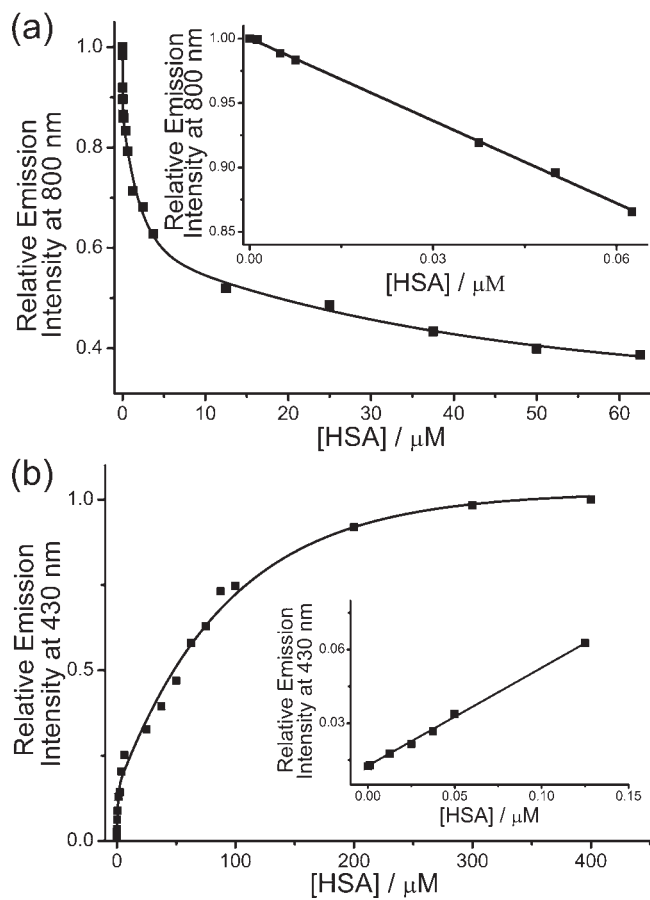 (a)
Relative Emission
Intensity at 800 nm
1.0
0.8
0.6
0.4
0
10
20
30
40
50
60
[HSA] / μM
Relative Emission
Intensity at 800 nm
1.00
0.95
0.90
0.85
0.00
0.03
0.06
[HSA] / μM
(b)
Relative Emission
Intensity at 430 nm
1.0
0.5
0.0
0
100
200
300
400
[HSA] / μM
Relative Emission
Intensity at 430 nm
0.06
0.03
0.00
0.05
0.10
0.15
[HSA] / μM